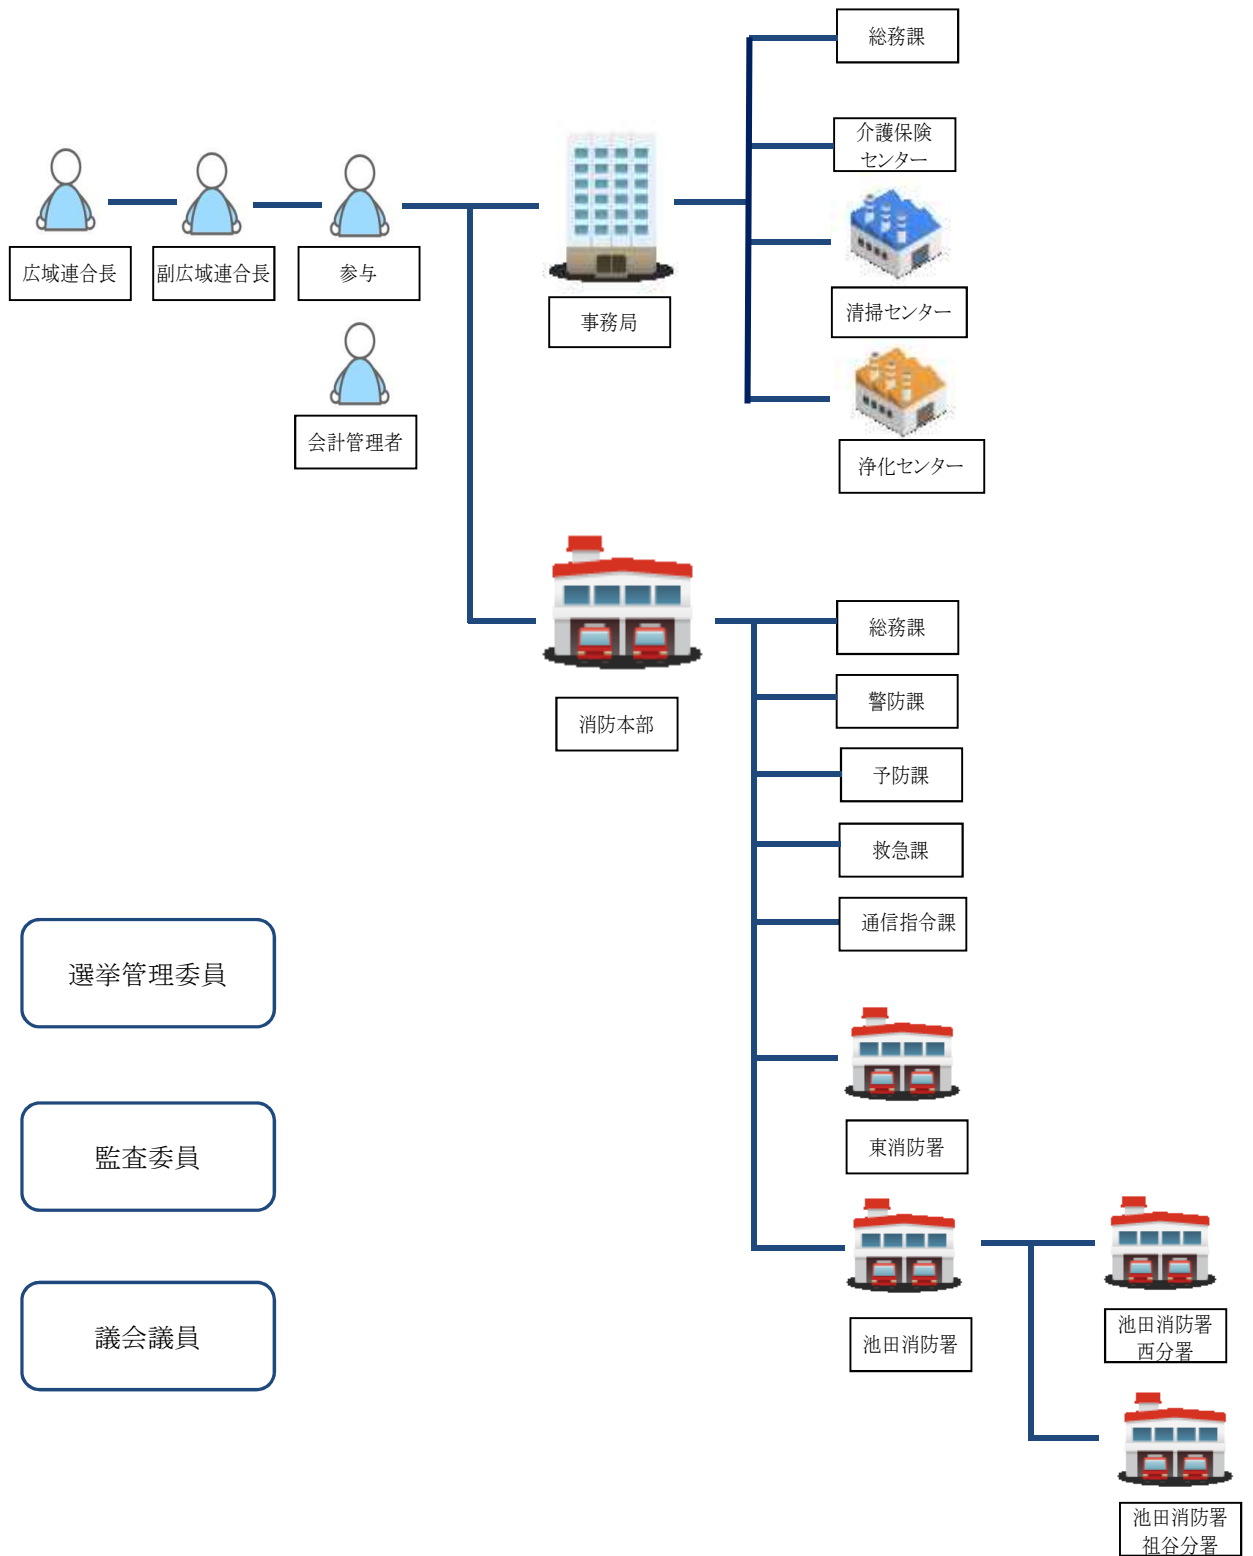 総務課
介護保険
センター
広域連合長
副広域連合長
参与
事務局
清掃センター
会計管理者
浄化センター
消防本部
総務課
警防課
予防課
救急課
通信指令課
選挙管理委員
監査委員
議会議員
東消防署
池田消防署
池田消防署
西分署
池田消防署
祖谷分署